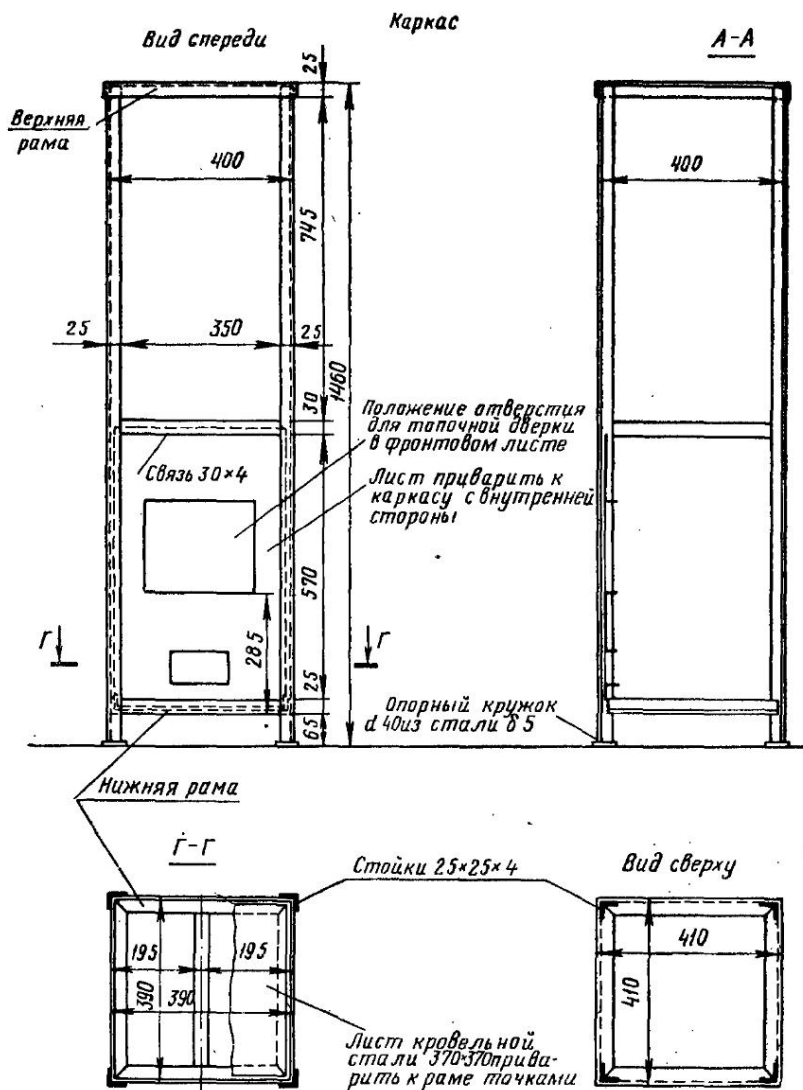 Каркас
Вид спереди
А-А
25
Верхняя
рама
400
400
745
25
350
25
1460
30
Положение отверстия
для топочной дверки
в фронтовом листе
Связь 30×4
Лист приварить к
каркасу с внутренней
стороны
570
285
Г
Г
25
Опорный кружок
d 40из стали δ5
65
Нижняя рама
Г-Г
Стойки 25×25×4
Вид сверху
195
195
390
390
410
410
Лист кровельной
стали 370×370прива-
рить к раме точками